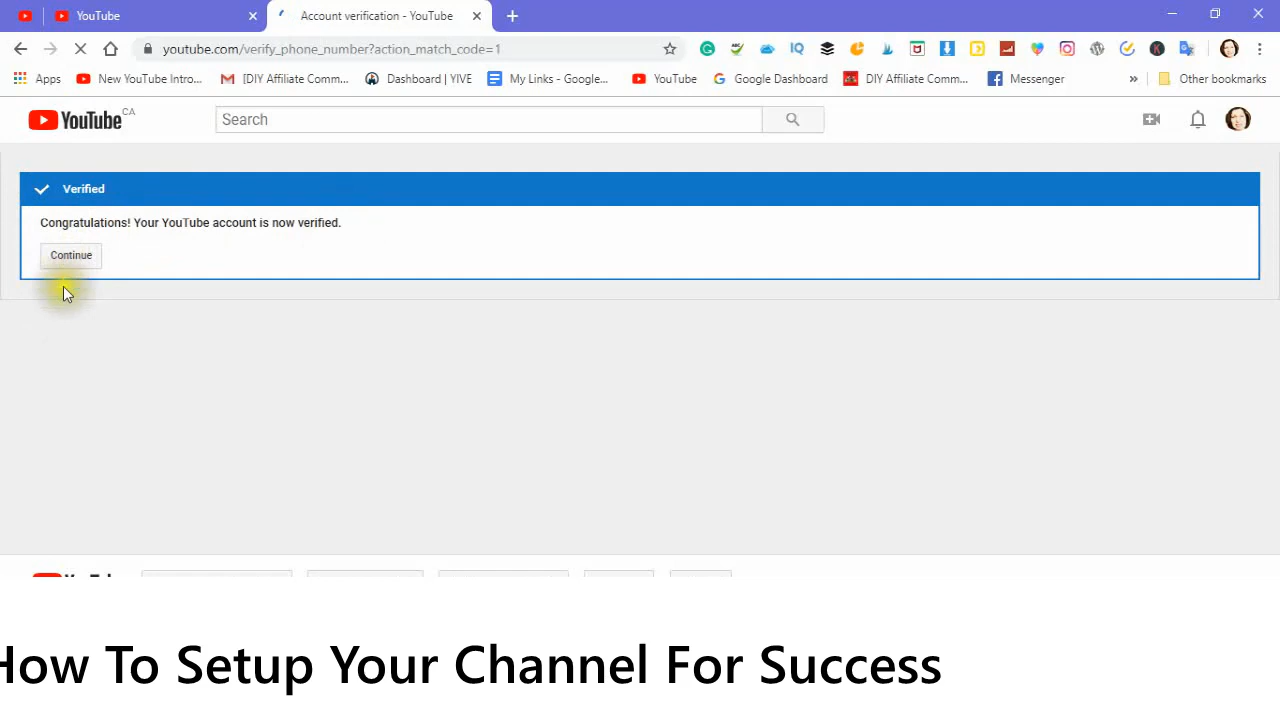 YouTube
Account verification - YouTube
youtube.com/verify_phone_number?action_match_code=1
ABC
IQ
K
Apps
New YouTube Intro...
[DIY Affiliate Comm...
Dashboard | YIVE
My Links - Google...
YouTube
Google Dashboard
DIY Affiliate Comm...
Messenger
»
Other bookmarks
YouTube CA
Search
Verified
Congratulations! Your YouTube account is now verified.
Continue
How To Setup Your Channel For Success